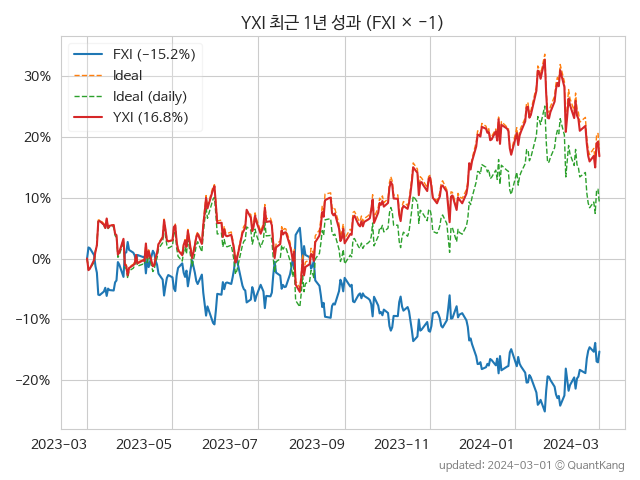 YXI 최근 1년 성과 (FXI × −1)
FXI (−15.2%)
Ideal
Ideal (daily)
YXI (16.8%)
30%
20%
10%
0%
−10%
−20%
2023-03 2023-05 2023-07 2023-09 2023-11 2024-01 2024-03
updated: 2024-03-01 © QuantKang